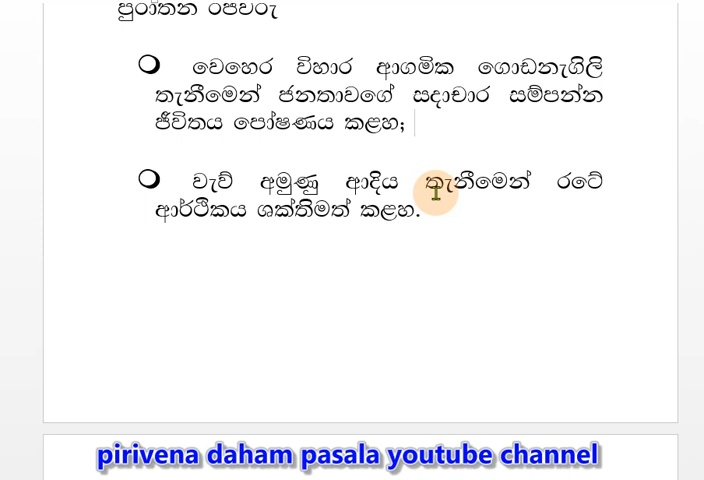 පුරාතන රජවරු
වෙහෙර විහාර ආගමික ගොඩනැගිලි
තැනීමෙන් ජනතාවගේ සදාචාර සම්පන්න
ජීවිතය පෝෂණය කළහ;
වැව් අමුණු ආදිය තැනීමෙන් රටේ
ආර්ථිකය ශක්තිමත් කළහ.
pirivena daham pasala youtube channel